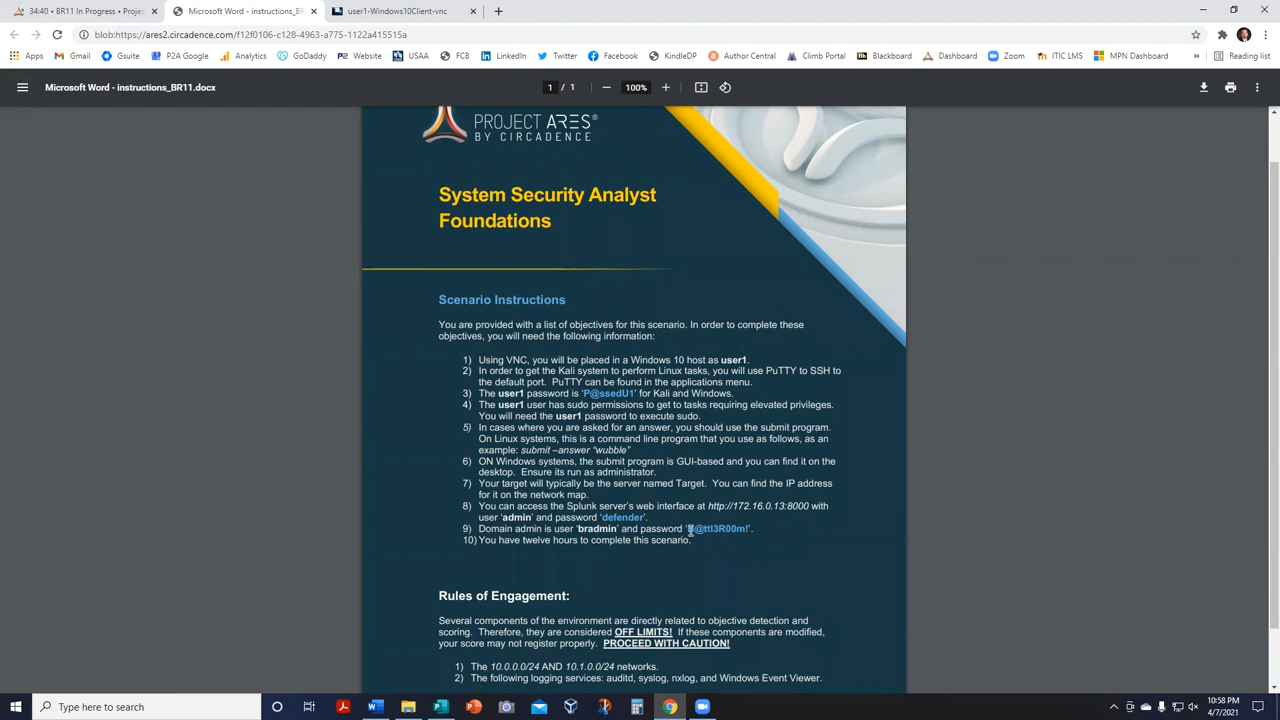 34:40 • BR11 In Progress • Projec
Microsoft Word - instructions_BR
user1-Windows10Client-vnc
blob:https://ares2.circadence.com/f12f0106-c128-4963-a775-1122a415515a
Apps
Gmail
Gsuite
P2A Google
Analytics
GoDaddy
Website
USAA
FCB
LinkedIn
Twitter
Facebook
KindleDP
Author Central
Climb Portal
Blackboard
Dashboard
Zoom
ITIC LMS
MPN Dashboard
»
Reading list
Microsoft Word - instructions_BR11.docx
1 / 1
100%
PROJECT ARES®
BY CIRCADENCE
System Security Analyst
Foundations
Scenario Instructions
You are provided with a list of objectives for this scenario. In order to complete these
objectives, you will need the following information:
1) Using VNC, you will be placed in a Windows 10 host as user1.
2) In order to get the Kali system to perform Linux tasks, you will use PuTTY to SSH to
the default port. PuTTY can be found in the applications menu.
3) The user1 password is ‘P@ssedU1’ for Kali and Windows.
4) The user1 user has sudo permissions to get to tasks requiring elevated privileges.
You will need the user1 password to execute sudo.
5) In cases where you are asked for an answer, you should use the submit program.
On Linux systems, this is a command line program that you use as follows, as an
example: submit –answer “wubble”
6) ON Windows systems, the submit program is GUI-based and you can find it on the
desktop. Ensure its run as administrator.
7) Your target will typically be the server named Target. You can find the IP address
for it on the network map.
8) You can access the Splunk server’s web interface at http://172.16.0.13:8000 with
user ‘admin’ and password ‘defender’.
9) Domain admin is user ‘bradmin’ and password @ttl3R00m!’.
10) You have twelve hours to complete this scenario.
Rules of Engagement:
Several components of the environment are directly related to objective detection and
scoring. Therefore, they are considered OFF LIMITS! If these components are modified,
your score may not register properly. PROCEED WITH CAUTION!
1) The 10.0.0.0/24 AND 10.1.0.0/24 networks.
2) The following logging services: auditd, syslog, nxlog, and Windows Event Viewer.
Type here to search
10:58 PM
4/7/2021